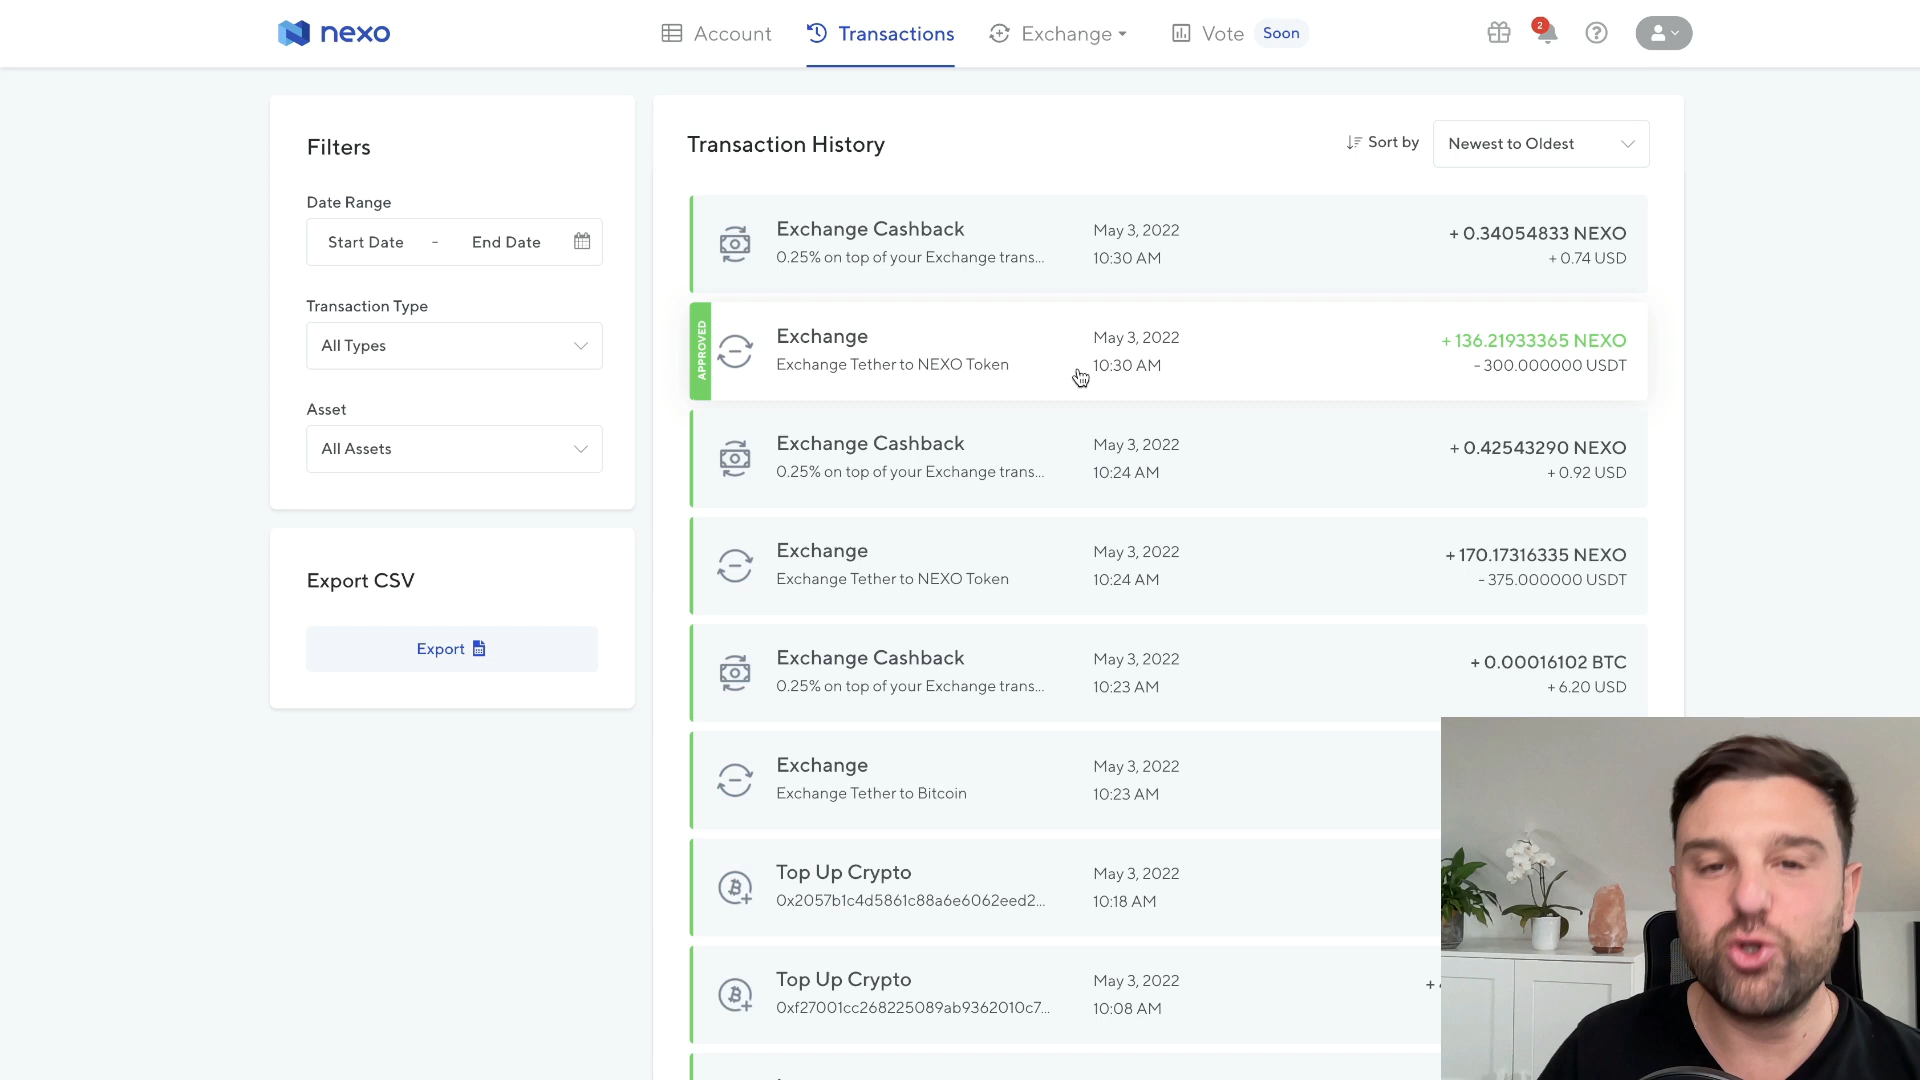 nexo
Account
Transactions
Exchange
Vote
Soon
2
Filters
Date Range
Start Date - End Date
Transaction Type
All Types
Asset
All Assets
Export CSV
Export
Transaction History
Sort by
Newest to Oldest
Exchange Cashback
0.25% on top of your Exchange trans...
May 3, 2022
10:30 AM
+ 0.34054833 NEXO
+ 0.74 USD
APPROVED
Exchange
Exchange Tether to NEXO Token
May 3, 2022
10:30 AM
+ 136.21933365 NEXO
- 300.000000 USDT
Exchange Cashback
0.25% on top of your Exchange trans...
May 3, 2022
10:24 AM
+ 0.42543290 NEXO
+ 0.92 USD
Exchange
Exchange Tether to NEXO Token
May 3, 2022
10:24 AM
+ 170.17316335 NEXO
- 375.000000 USDT
Exchange Cashback
0.25% on top of your Exchange trans...
May 3, 2022
10:23 AM
+ 0.00016102 BTC
+ 6.20 USD
Exchange
Exchange Tether to Bitcoin
May 3, 2022
10:23 AM
Top Up Crypto
0x2057b1c4d5861c88a6e6062eed2...
May 3, 2022
10:18 AM
Top Up Crypto
0xf27001cc268225089ab9362010c7...
May 3, 2022
10:08 AM
+